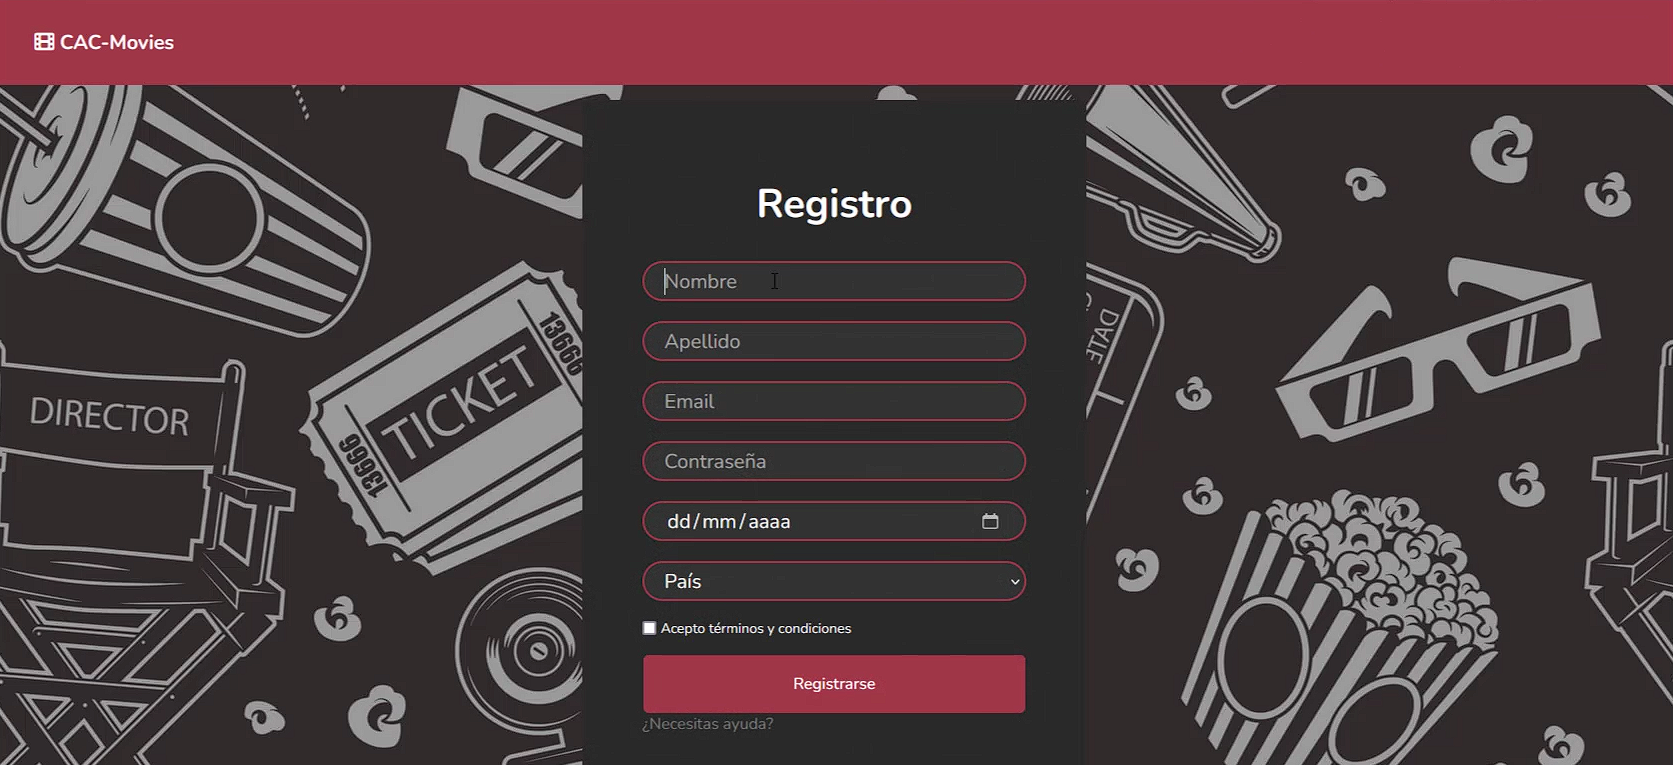 CAC-Movies
Registro
Nombre
Apellido
Email
Contraseña
dd/mm/aaaa
País
Acepto términos y condiciones
Registrarse
¿Necesitas ayuda?
DIRECTOR
TICKET
13666
13666
DATE